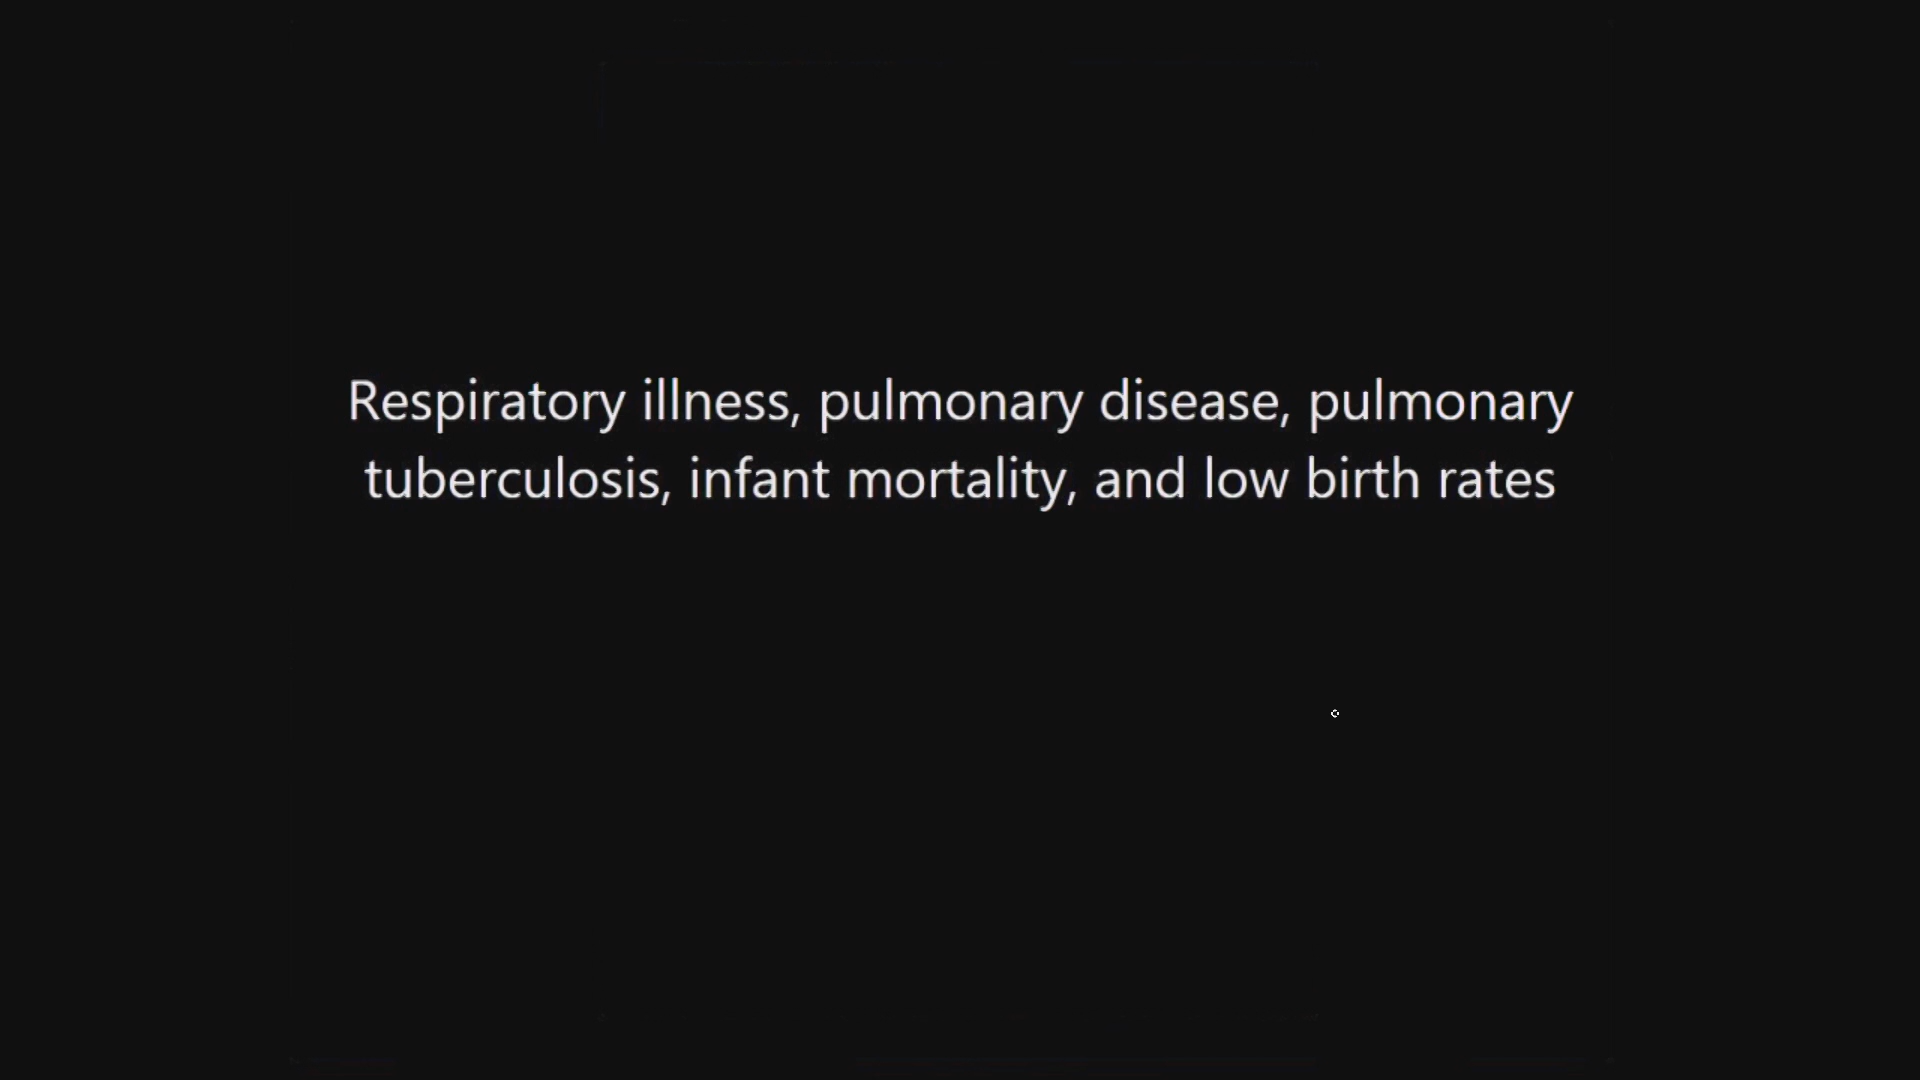 Respiratory illness, pulmonary disease, pulmonary
tuberculosis, infant mortality, and low birth rates